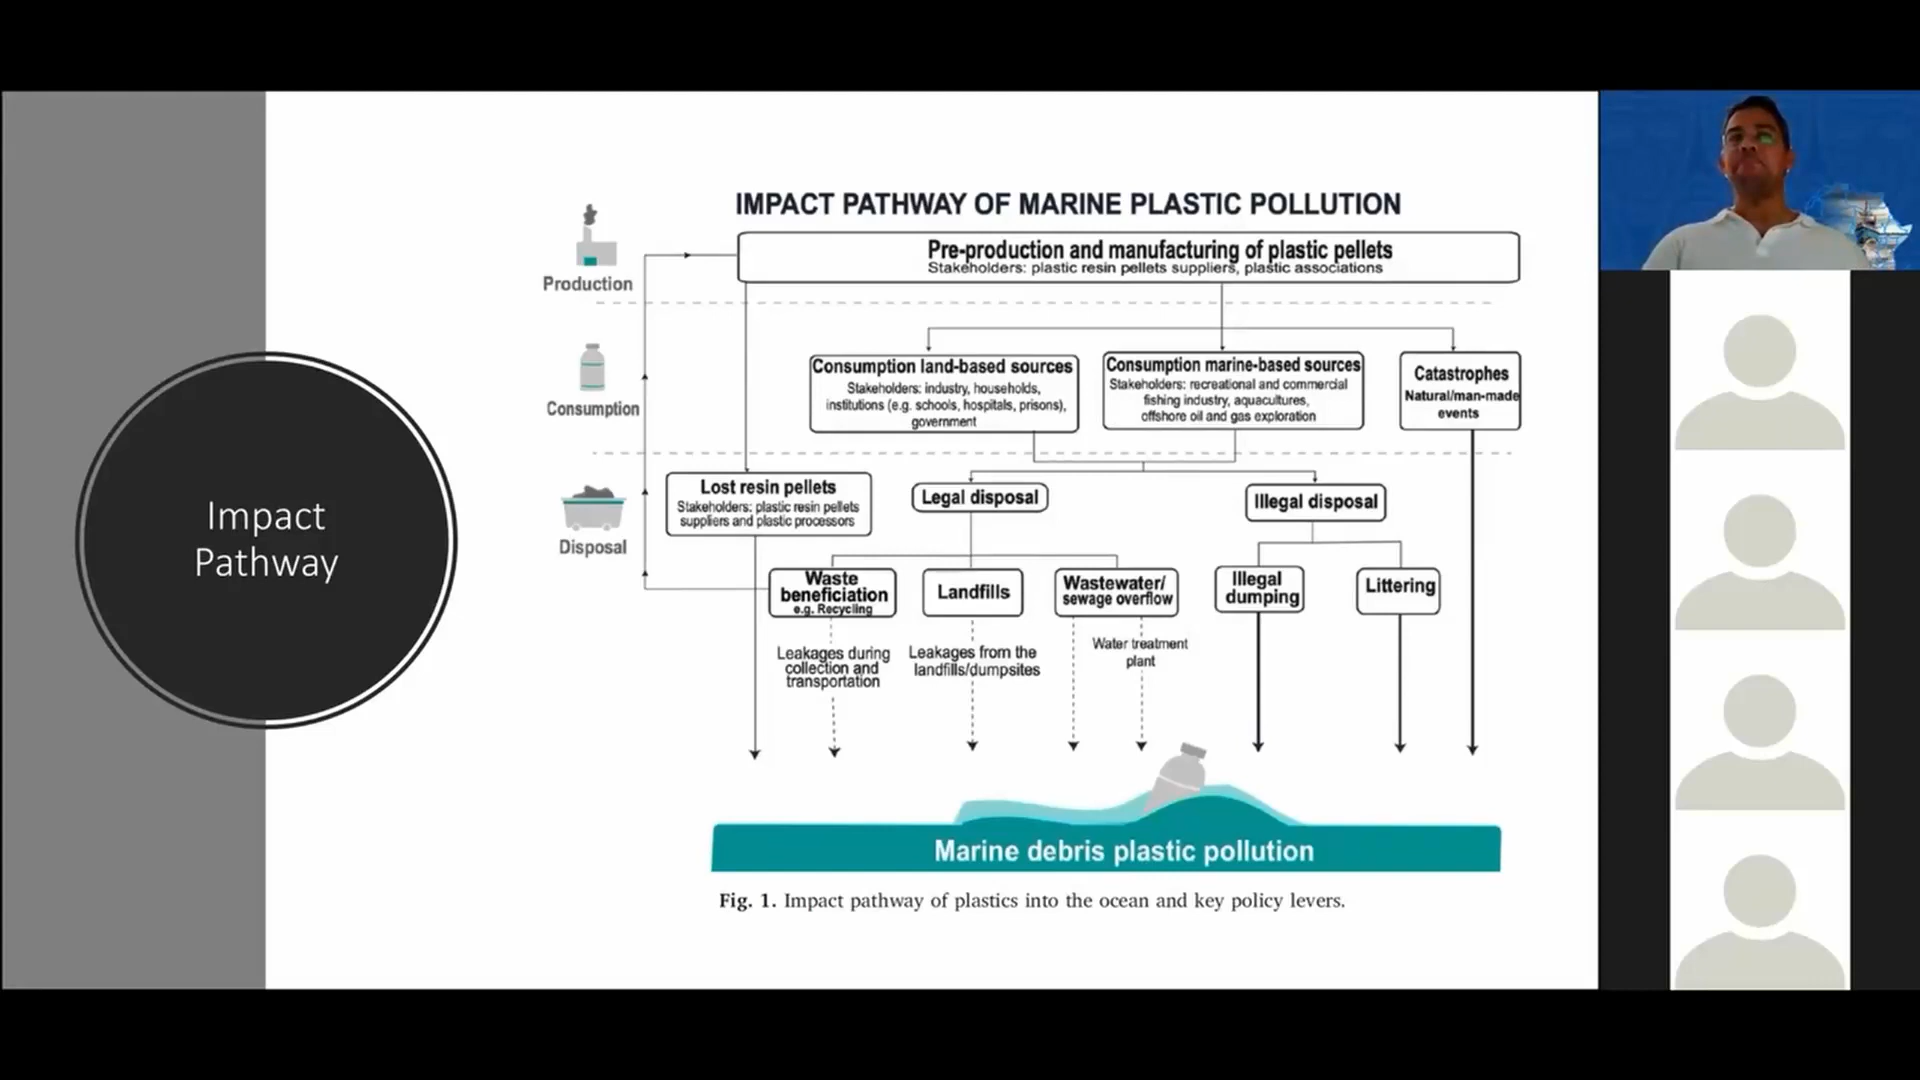 Impact
Pathway
IMPACT PATHWAY OF MARINE PLASTIC POLLUTION
Production
Pre-production and manufacturing of plastic pellets
Stakeholders: plastic resin pellets suppliers, plastic associations
Consumption
Consumption land-based sources
Stakeholders: industry, households,
institutions (e.g. schools, hospitals, prisons),
government
Consumption marine-based sources
Stakeholders: recreational and commercial
fishing industry, aquacultures,
offshore oil and gas exploration
Catastrophes
Natural/man-made
events
Disposal
Lost resin pellets
Stakeholders: plastic resin pellets
suppliers and plastic processors
Legal disposal
Illegal disposal
Waste
beneficiation
e.g. Recycling
Landfills
Wastewater/
sewage overflow
Illegal
dumping
Littering
Leakages during
collection and
transportation
Leakages from the
landfills/dumpsites
Water treatment
plant
Marine debris plastic pollution
Fig. 1. Impact pathway of plastics into the ocean and key policy levers.